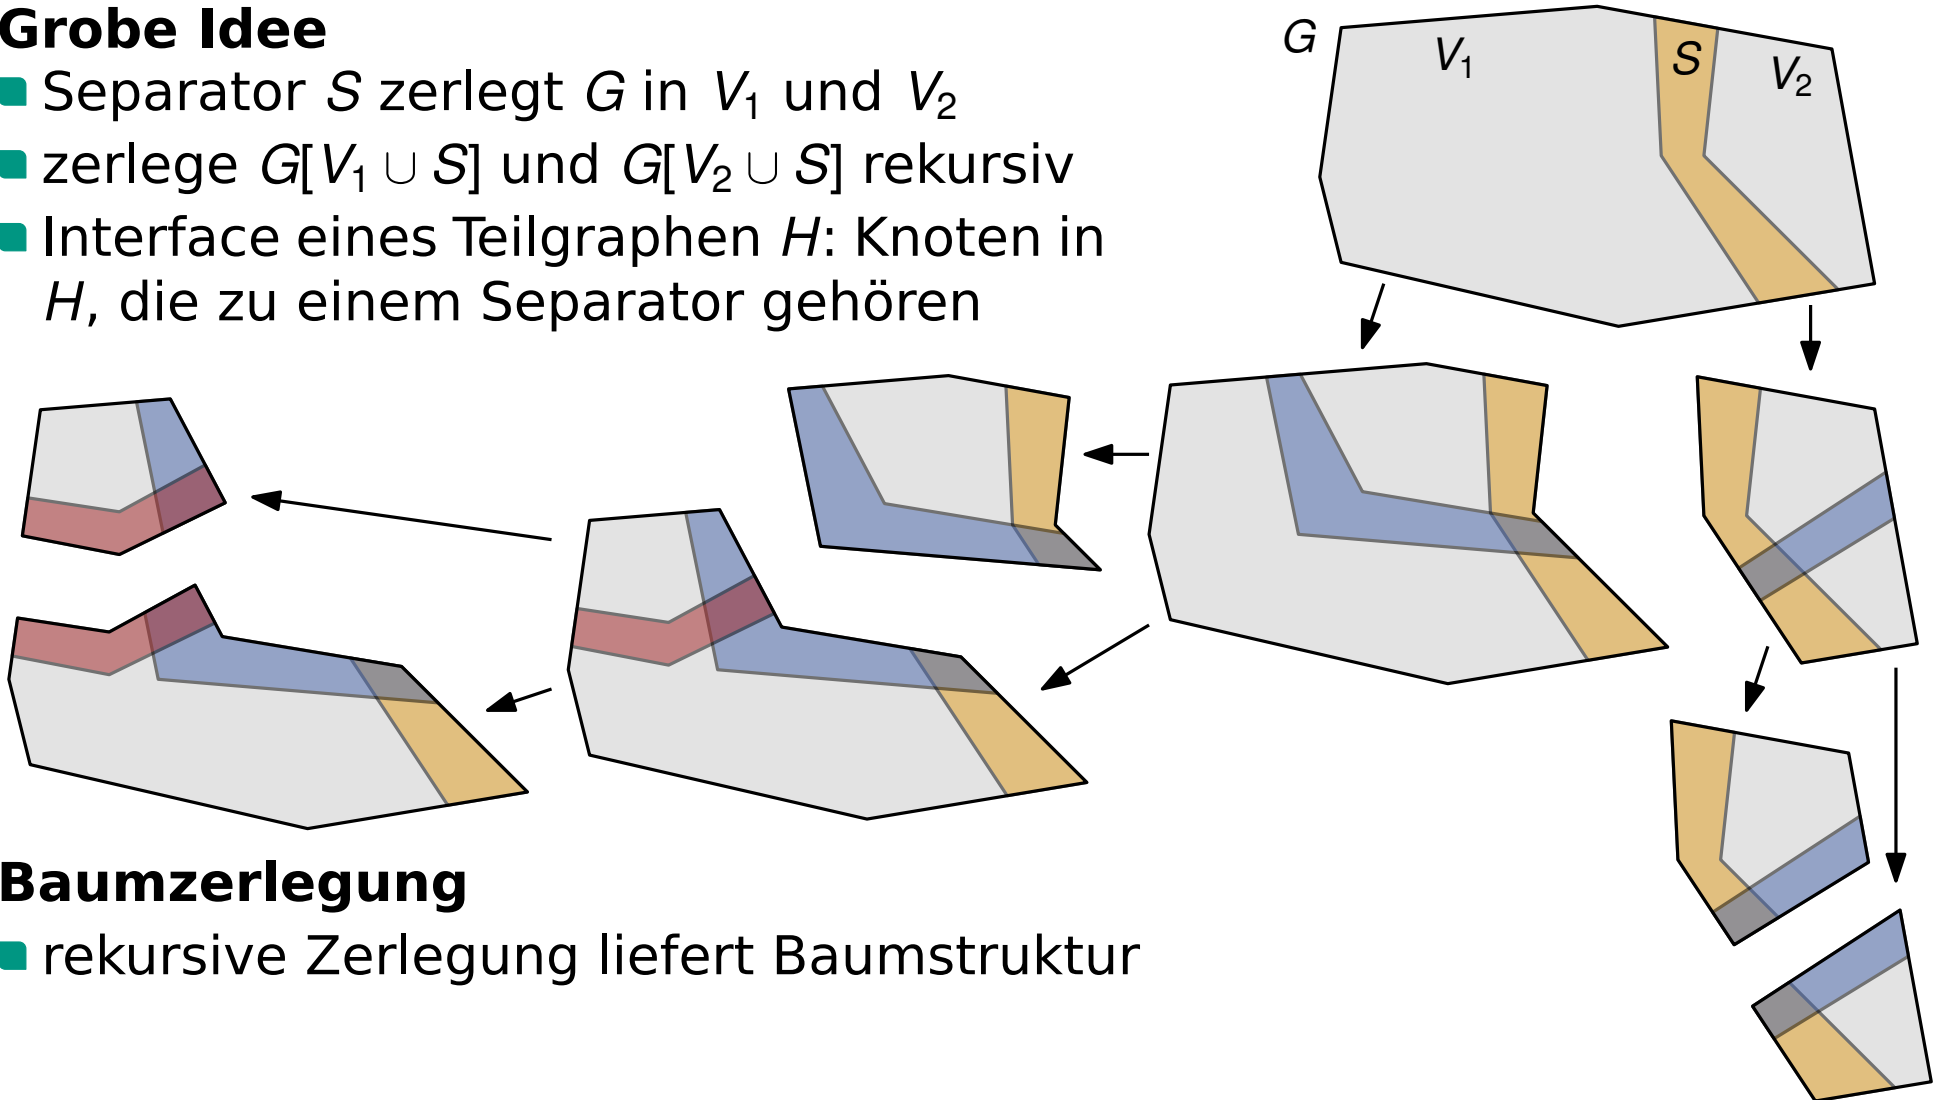 Grobe Idee
Separator S zerlegt G in V₁ und V₂
zerlege G[V₁ ∪ S] und G[V₂ ∪ S] rekursiv
Interface eines Teilgraphen H: Knoten in
H, die zu einem Separator gehören
G
V₁
S
V₂
Baumzerlegung
rekursive Zerlegung liefert Baumstruktur